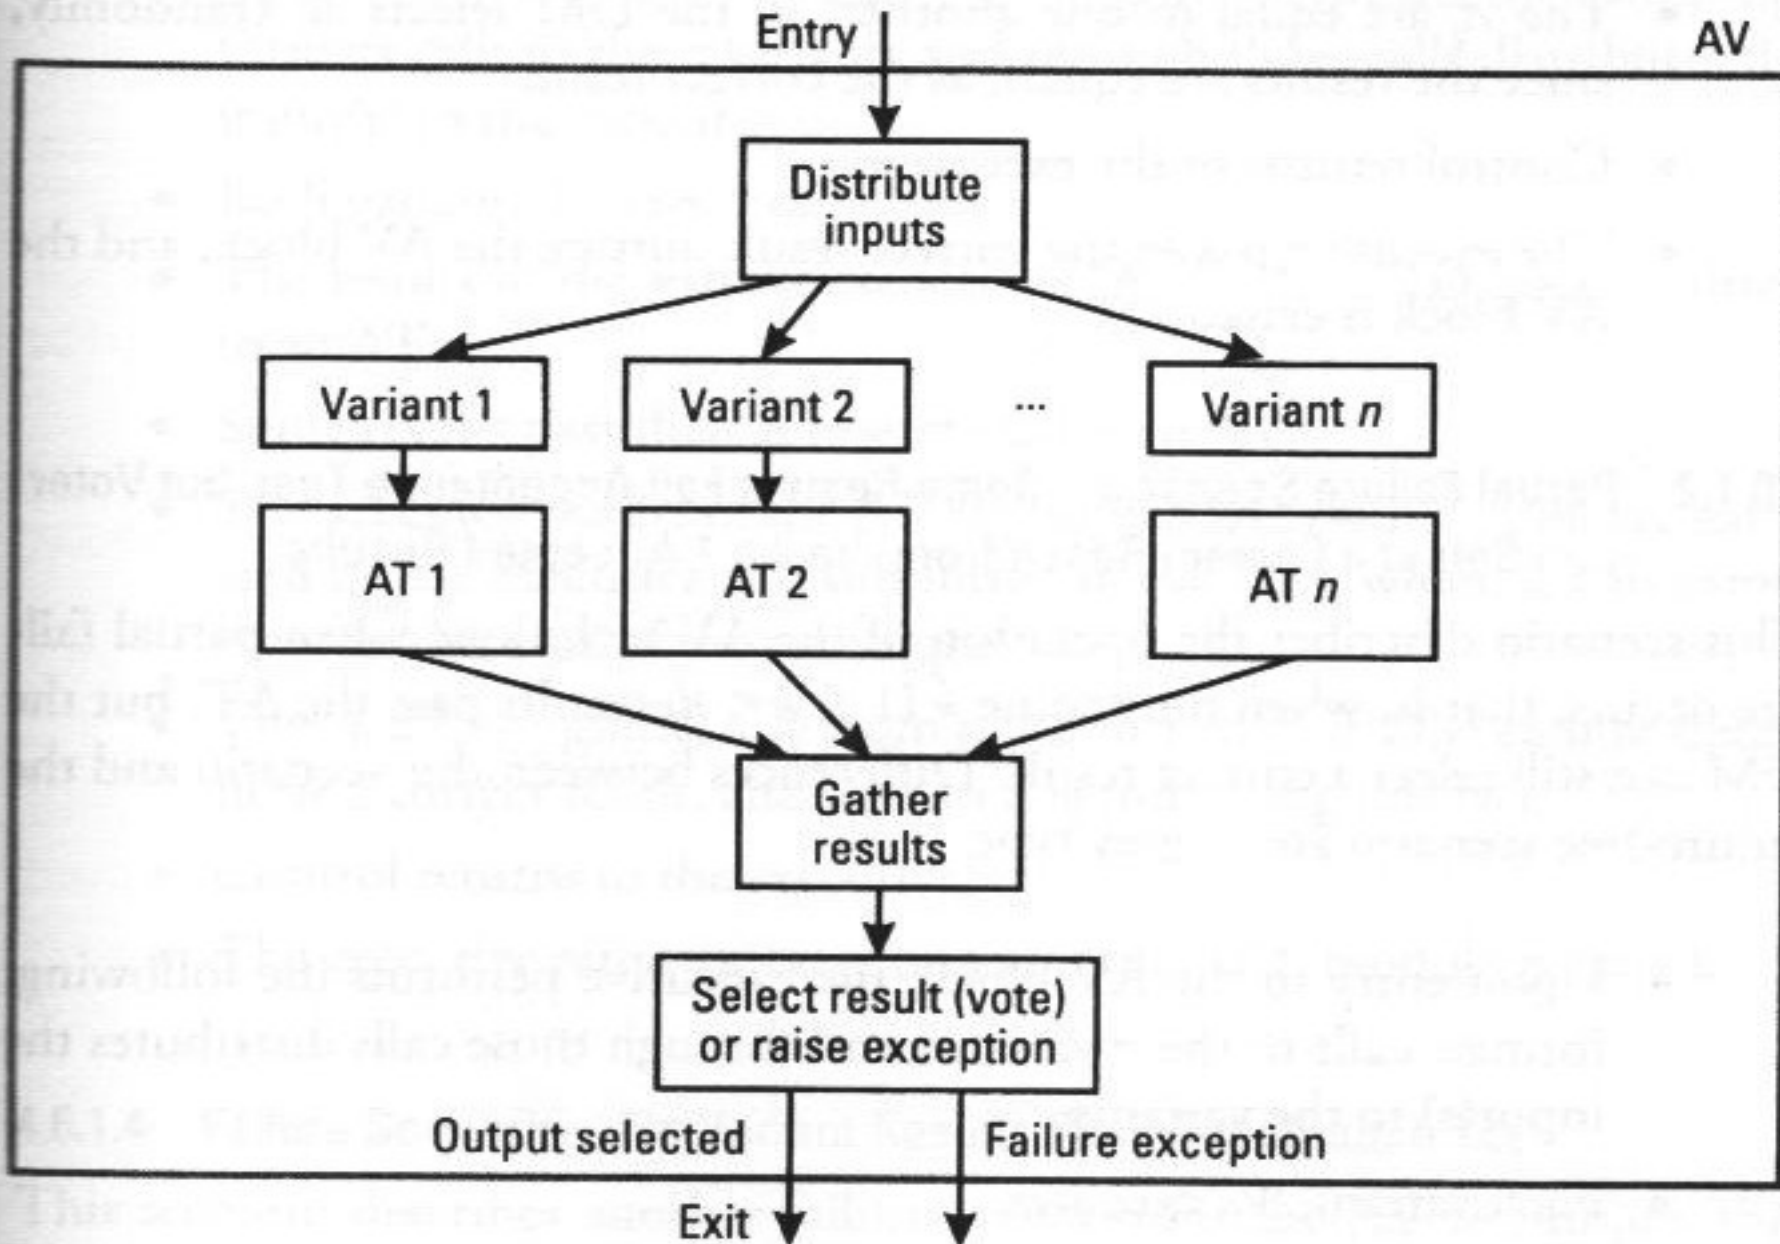 Entry
AV
Distribute
inputs
Variant 1
Variant 2
...
Variant n
AT 1
AT 2
AT n
Gather
results
Select result (vote)
or raise exception
Output selected
Failure exception
Exit